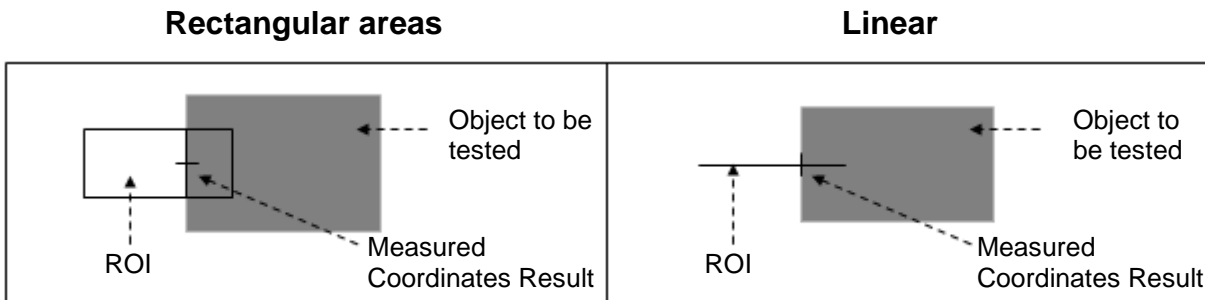 Rectangular areas
Linear
Object to be
tested
ROI
Measured
Coordinates Result
Object to
be tested
ROI
Measured
Coordinates Result